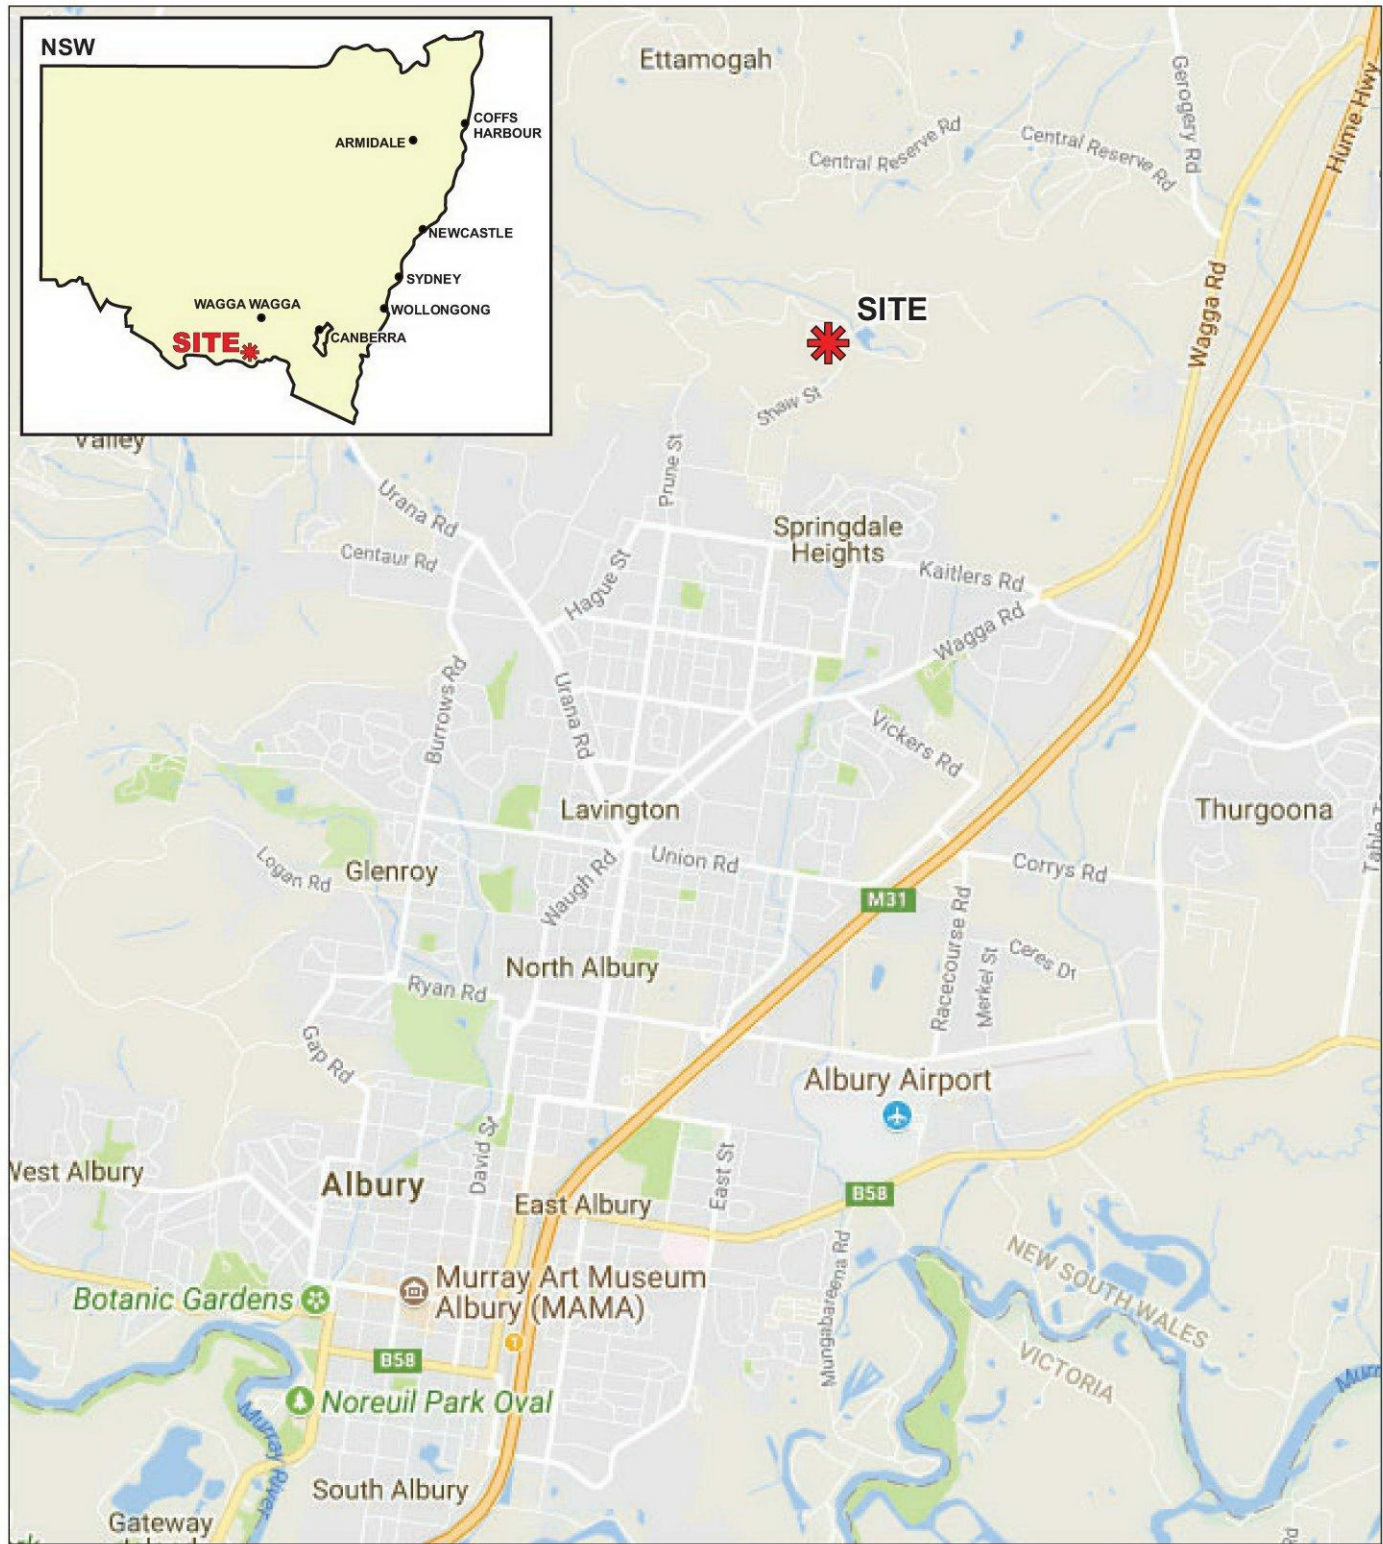 NSW
COFFS
HARBOUR
ARMIDALE
NEWCASTLE
SYDNEY
WAGGA WAGGA
WOLLONGONG
CANBERRA
SITE
Ettamogah
Gerogery Rd
Hume Hwy
Central Reserve Rd
Central Reserve Rd
Wagga Rd
SITE
Shaw St
Valley
Prune St
Urana Rd
Springdale
Heights
Centaur Rd
Hague St
Kaitlers Rd
Wagga Rd
Burrows Rd
Urana Rd
Vickers Rd
Lavington
Thurgoona
Union Rd
Corrys Rd
Logan Rd
Glenroy
Waugh Rd
M31
Racecourse Rd
Merkel St
Ceres Dt
North Albury
Ryan Rd
Gap Rd
Albury Airport
David St
East St
West Albury
Albury
East Albury
B58
Mungabareena Rd
NEW SOUTH WALES
VICTORIA
Murray Art Museum
Albury (MAMA)
Botanic Gardens
1
B58
Noreuil Park Oval
Murray River
South Albury
Gateway
Rd